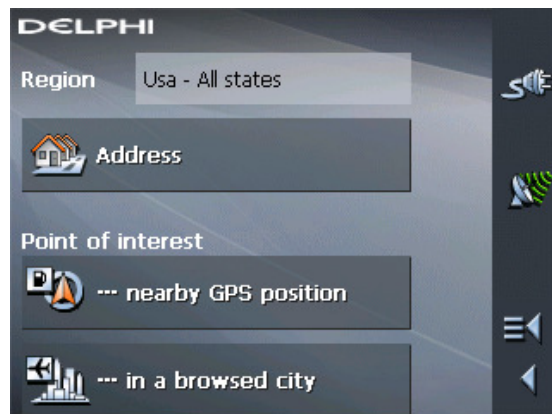 DELPHI
Region Usa - All states
Address
Point of interest
... nearby GPS position
... in a browsed city